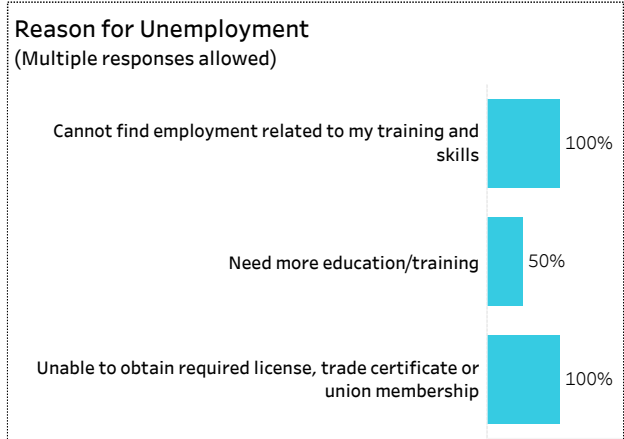 Reason for Unemployment
(Multiple responses allowed)
Cannot find employment related to my training and
skills
100%
Need more education/training
50%
Unable to obtain required license, trade certificate or
union membership
100%